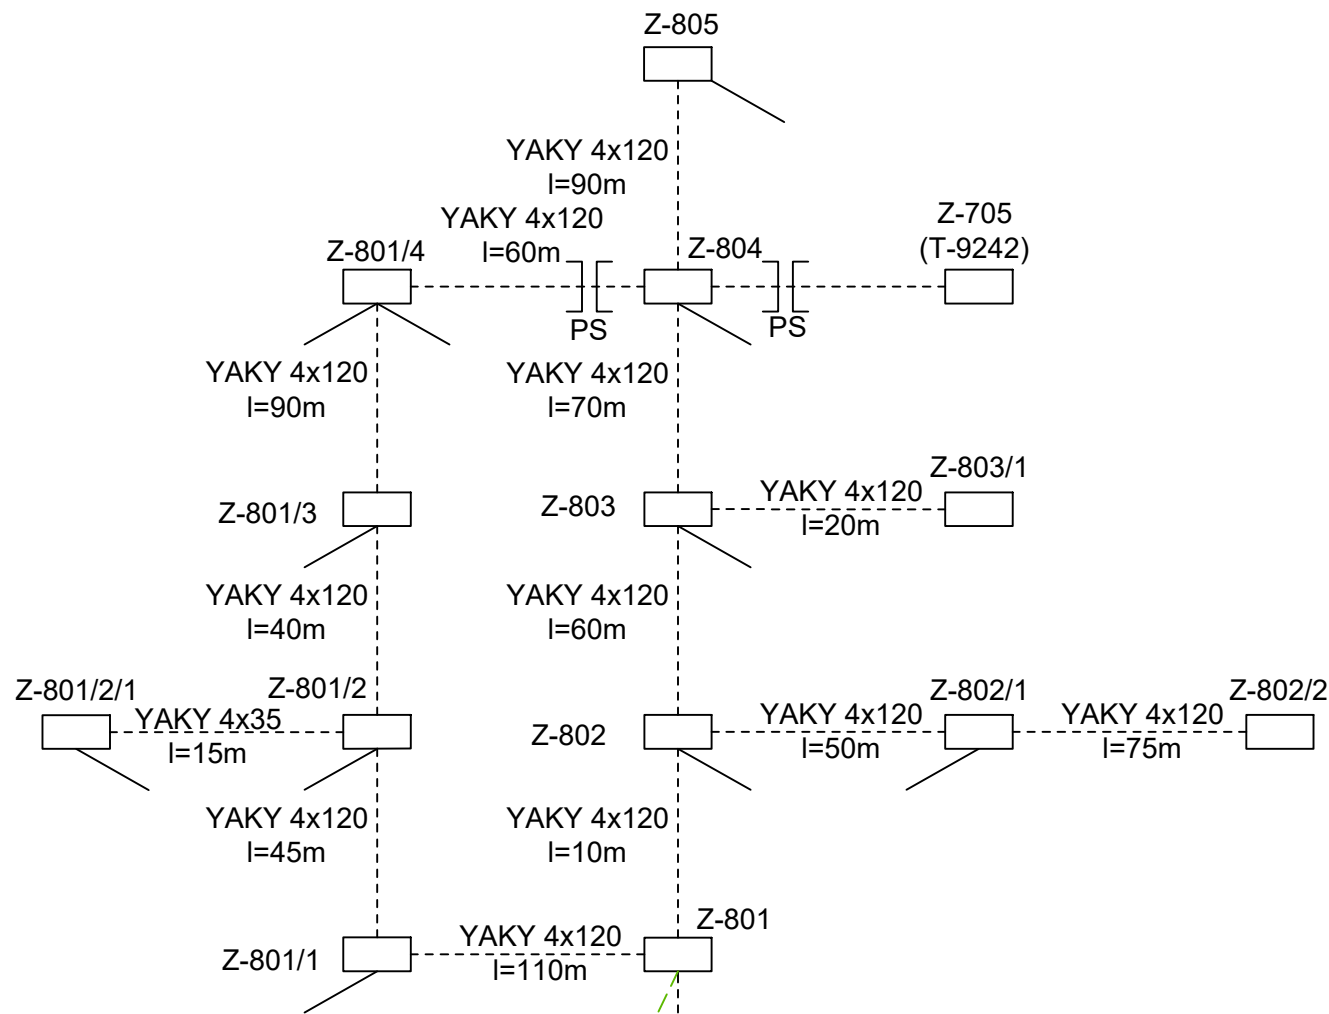 Z-805
YAKY 4x120
l=90m
YAKY 4x120
l=60m
Z-801/4
Z-804
Z-705
(T-9242)
PS
PS
YAKY 4x120
l=90m
YAKY 4x120
l=70m
Z-801/3
Z-803
YAKY 4x120
l=20m
Z-803/1
YAKY 4x120
l=40m
YAKY 4x120
l=60m
Z-801/2/1
YAKY 4x35
l=15m
Z-801/2
Z-802
YAKY 4x120
l=50m
Z-802/1
YAKY 4x120
l=75m
Z-802/2
YAKY 4x120
l=45m
YAKY 4x120
l=10m
Z-801/1
YAKY 4x120
l=110m
Z-801